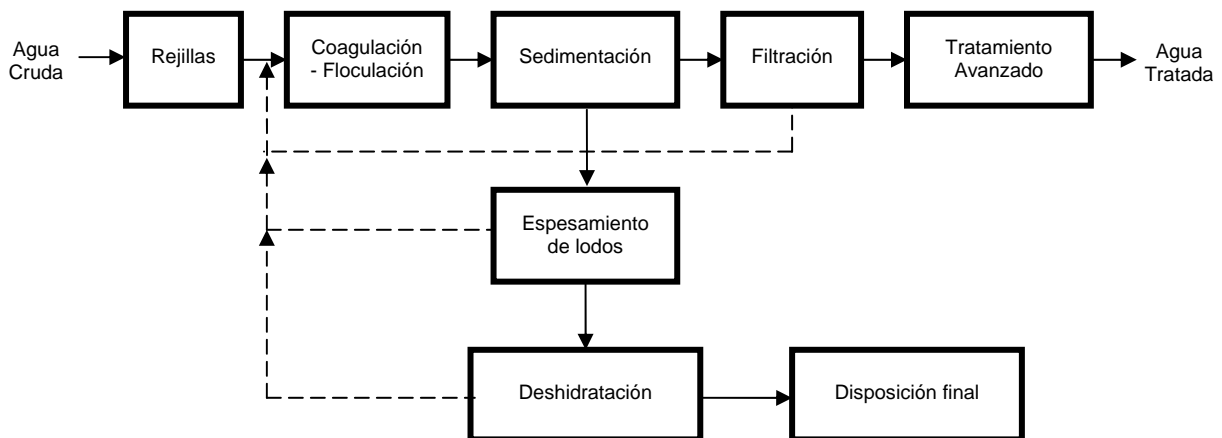 Agua
Cruda
Rejillas
Coagulación
- Floculación
Sedimentación
Filtración
Tratamiento
Avanzado
Agua
Tratada
Espesamiento
de lodos
Deshidratación
Disposición final